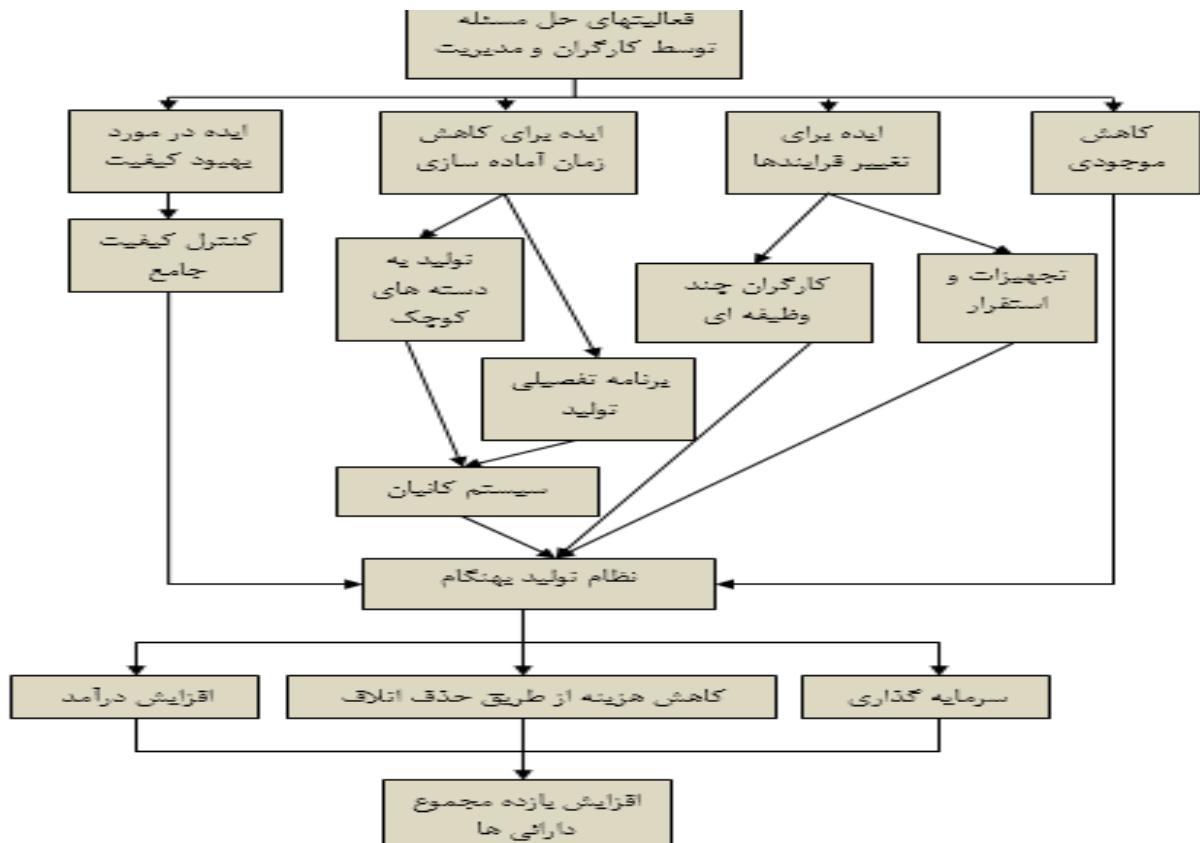 فعالیتهای حل مسئله
توسط کارگران و مدیریت
ایده در مورد
بهبود کیفیت
ایده برای کاهش
زمان آماده سازی
ایده برای
تغییر فرایندها
کاهش
موجودی
کنترل کیفیت
جامع
تولید به
دسته های
کوچک
کارگران چند
وظیفه ای
تجهیزات و
استقرار
برنامه تفصیلی
تولید
سیستم کانبان
نظام تولید بهنگام
افزایش درآمد
کاهش هزینه از طریق حذف اتلاف
سرمایه گذاری
افزایش بازده مجموع
دارائی ها